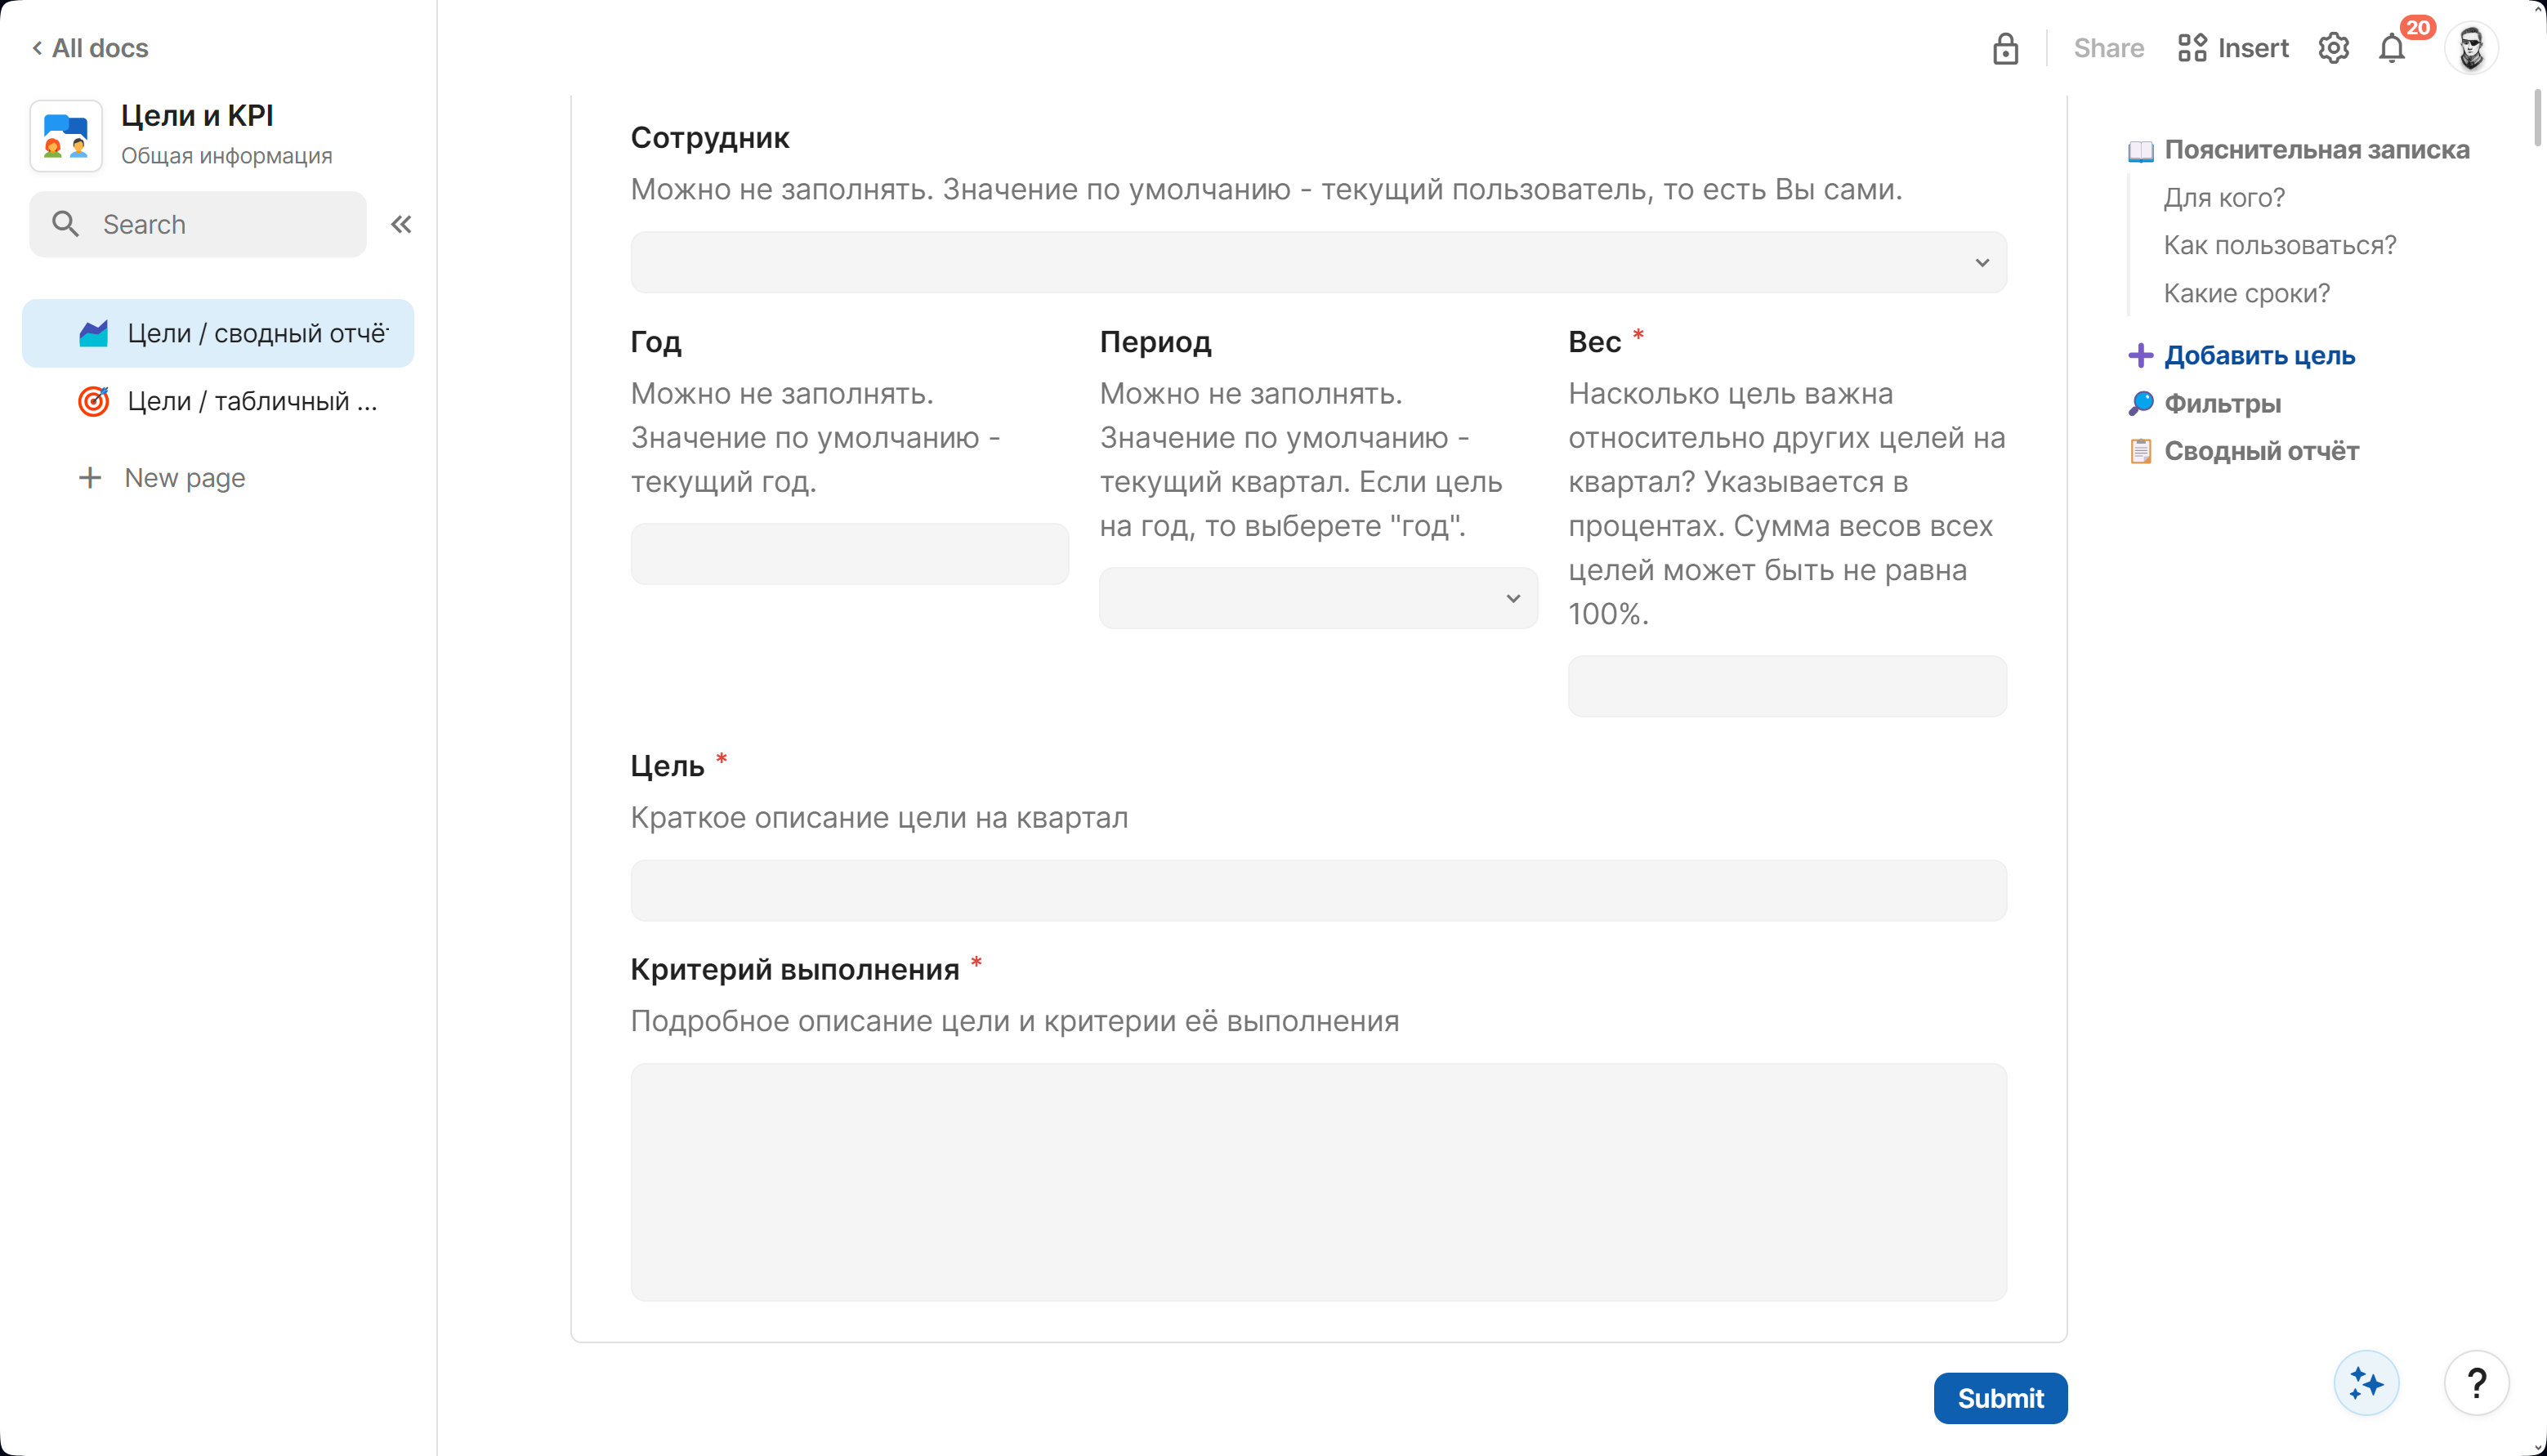 All docs
Цели и KPI
Общая информация
Search
Цели / сводный отчё
Цели / табличный ...
New page
Share
Insert
20
Сотрудник
Можно не заполнять. Значение по умолчанию - текущий пользователь, то есть Вы сами.
Год
Можно не заполнять.
Значение по умолчанию -
текущий год.
Период
Можно не заполнять.
Значение по умолчанию -
текущий квартал. Если цель
на год, то выберете "год".
Вес *
Насколько цель важна
относительно других целей на
квартал? Указывается в
процентах. Сумма весов всех
целей может быть не равна
100%.
Цель *
Краткое описание цели на квартал
Критерий выполнения *
Подробное описание цели и критерии её выполнения
Submit
Пояснительная записка
Для кого?
Как пользоваться?
Какие сроки?
Добавить цель
Фильтры
Сводный отчёт
?